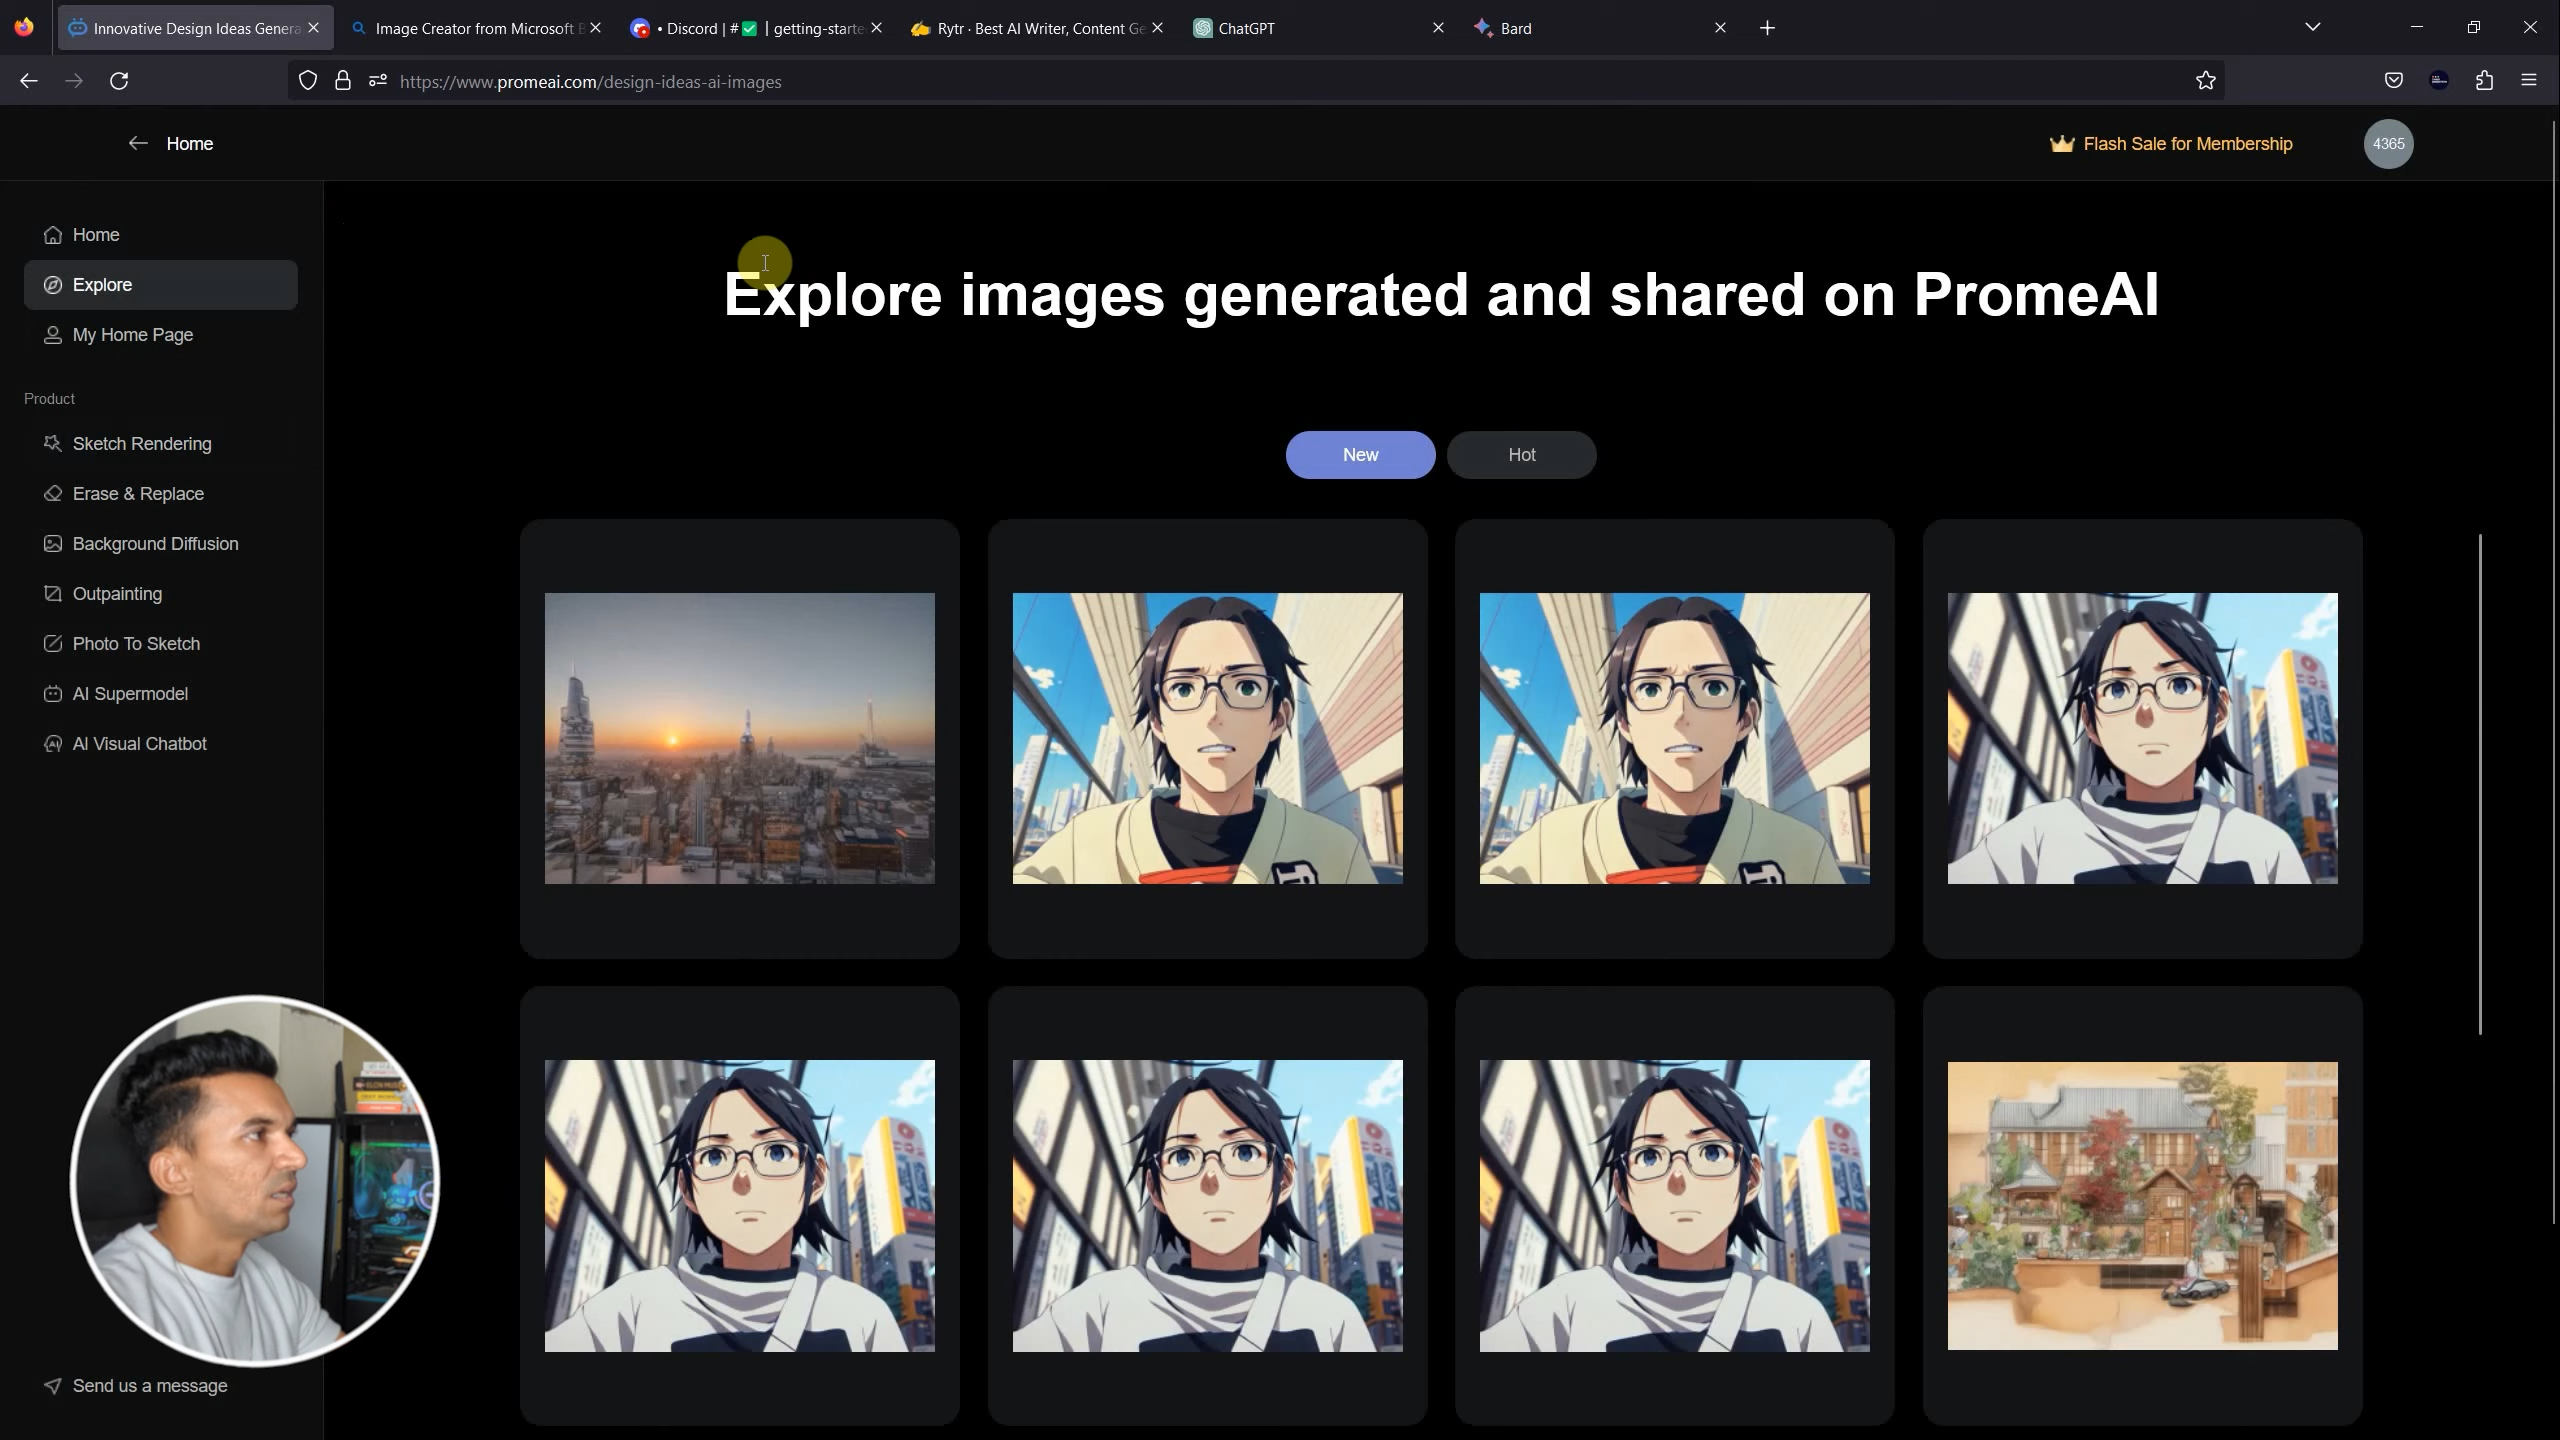 Innovative Design Ideas Genera
Image Creator from Microsoft B
• Discord | #✅ | getting-starte
Rytr · Best AI Writer, Content Ge
ChatGPT
Bard
https://www.promeai.com/design-ideas-ai-images
Home
Flash Sale for Membership
4365
Home
Explore
My Home Page
Product
Sketch Rendering
Erase & Replace
Background Diffusion
Outpainting
Photo To Sketch
AI Supermodel
AI Visual Chatbot
Send us a message
Explore images generated and shared on PromeAI
New
Hot
ELON MUS